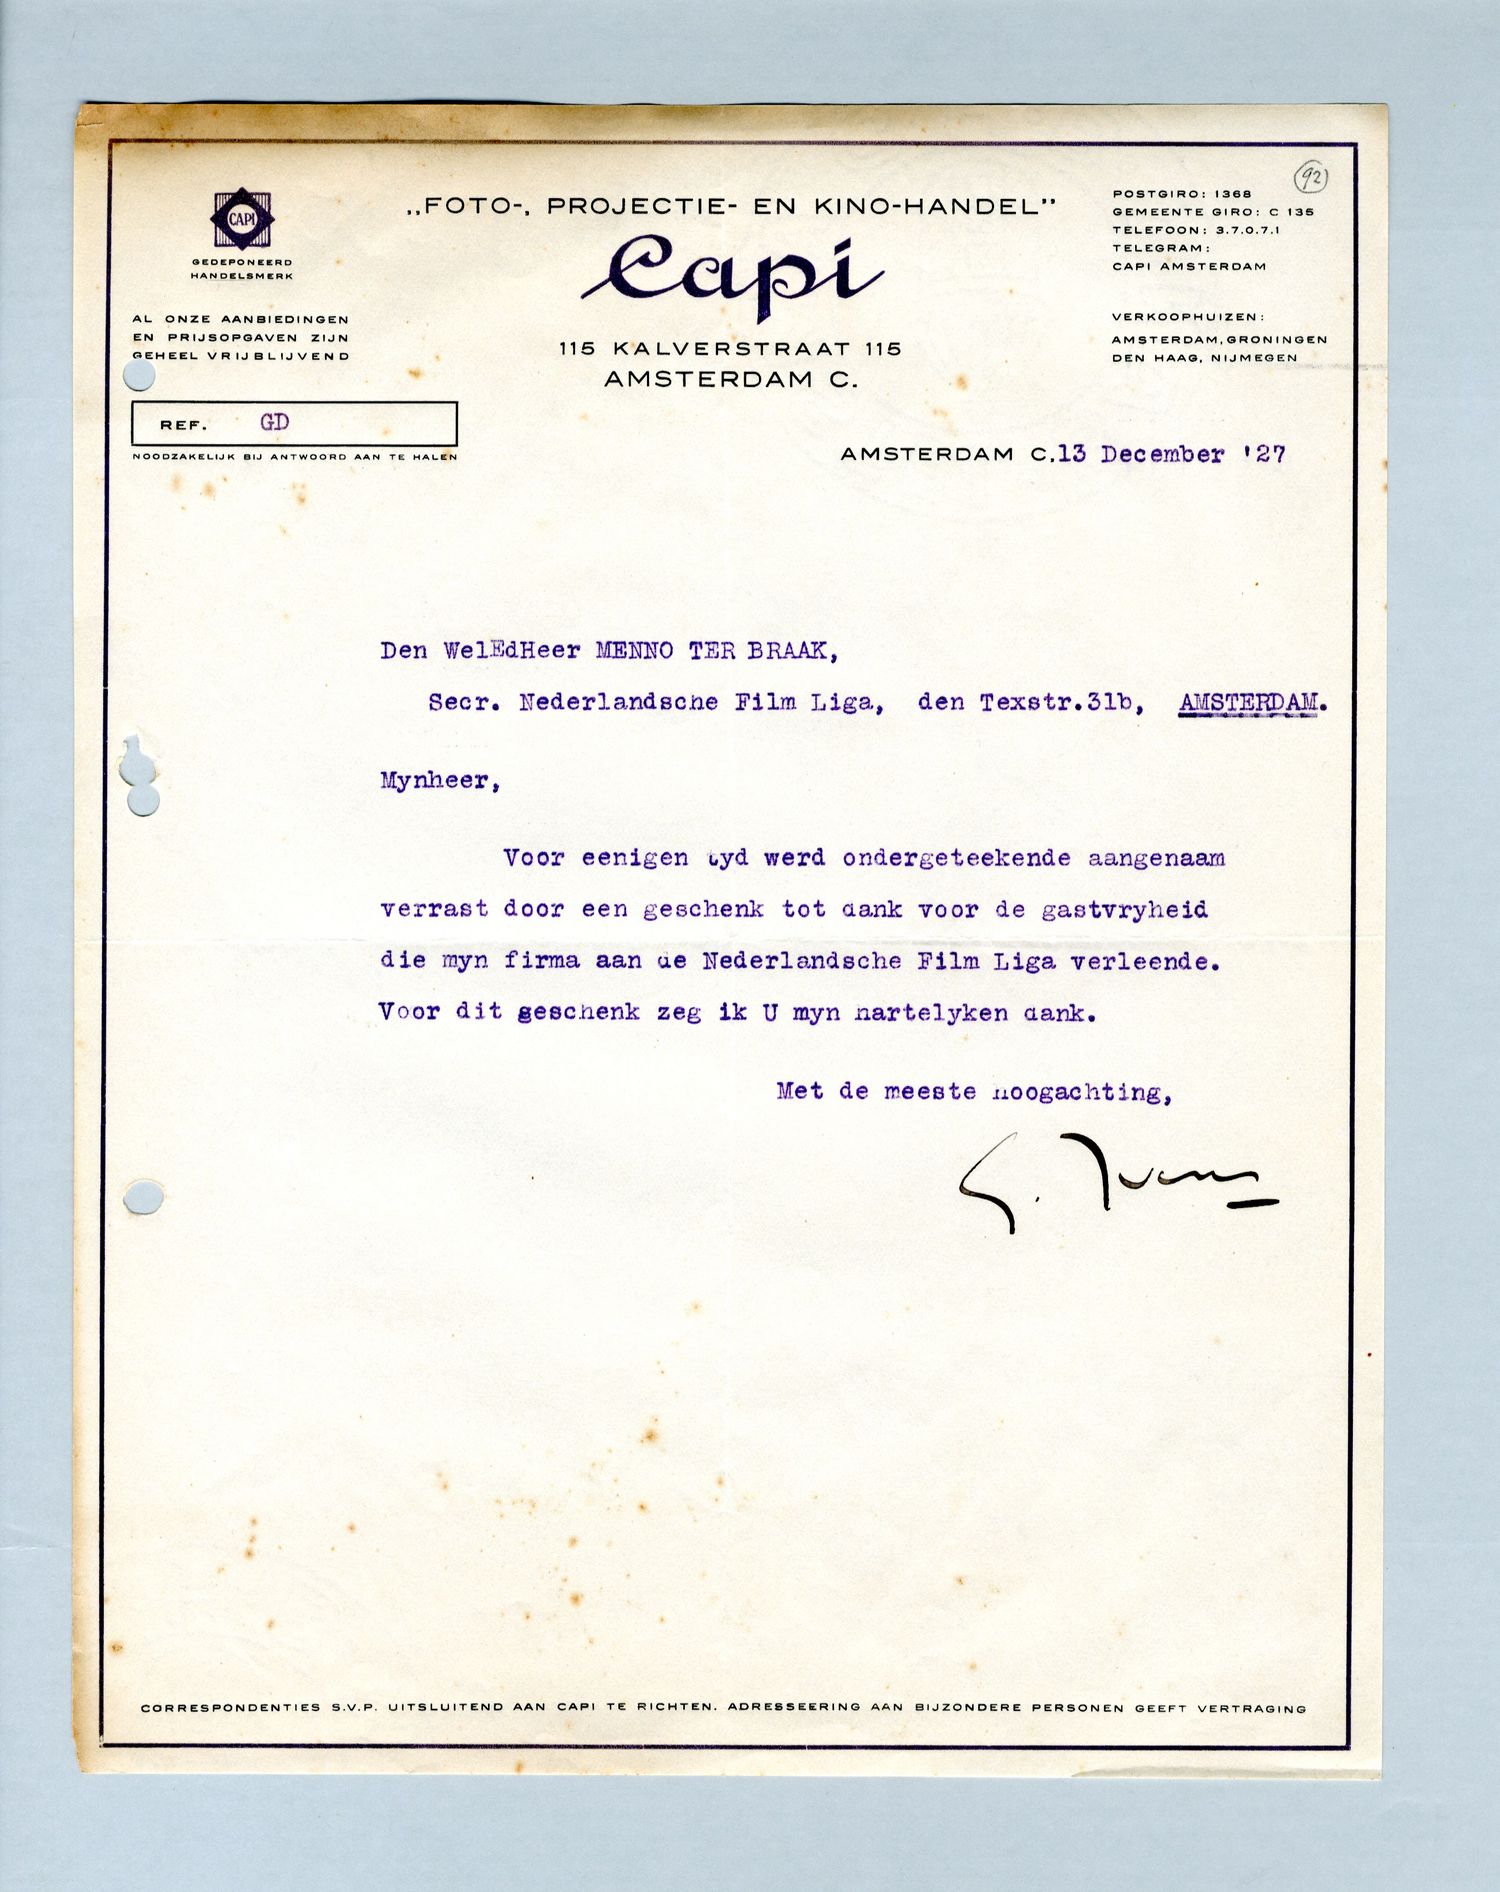 92
CAPI
GEDEPONEERD
HANDELSMERK
AL ONZE AANBIEDINGEN
EN PRIJSOPGAVEN ZIJN
GEHEEL VRIJBLIJVEND
„FOTO-, PROJECTIE- EN KINO-HANDEL"
Capi
115 KALVERSTRAAT 115
AMSTERDAM C.
POSTGIRO: 1368
GEMEENTE GIRO: C 135
TELEFOON: 3.7.0.7.1
TELEGRAM:
CAPI AMSTERDAM
VERKOOPHUIZEN:
AMSTERDAM, GRONINGEN
DEN HAAG, NIJMEGEN
REF. GD
NOODZAKELIJK BIJ ANTWOORD AAN TE HALEN
AMSTERDAM C. 13 December '27
Den WelEdHeer MENNO TER BRAAK,
Secr. Nederlandsche Film Liga, den Texstr.31b, AMSTERDAM.
Mynheer,
Voor eenigen tyd werd ondergeteekende aangenaam
verrast door een geschenk tot dank voor de gastvryheid
die myn firma aan de Nederlandsche Film Liga verleende.
Voor dit geschenk zeg ik U myn hartelyken dank.
Met de meeste hoogachting,
G. Ivens
CORRESPONDENTIES S.V.P. UITSLUITEND AAN CAPI TE RICHTEN. ADRESSEERING AAN BIJZONDERE PERSONEN GEEFT VERTRAGING